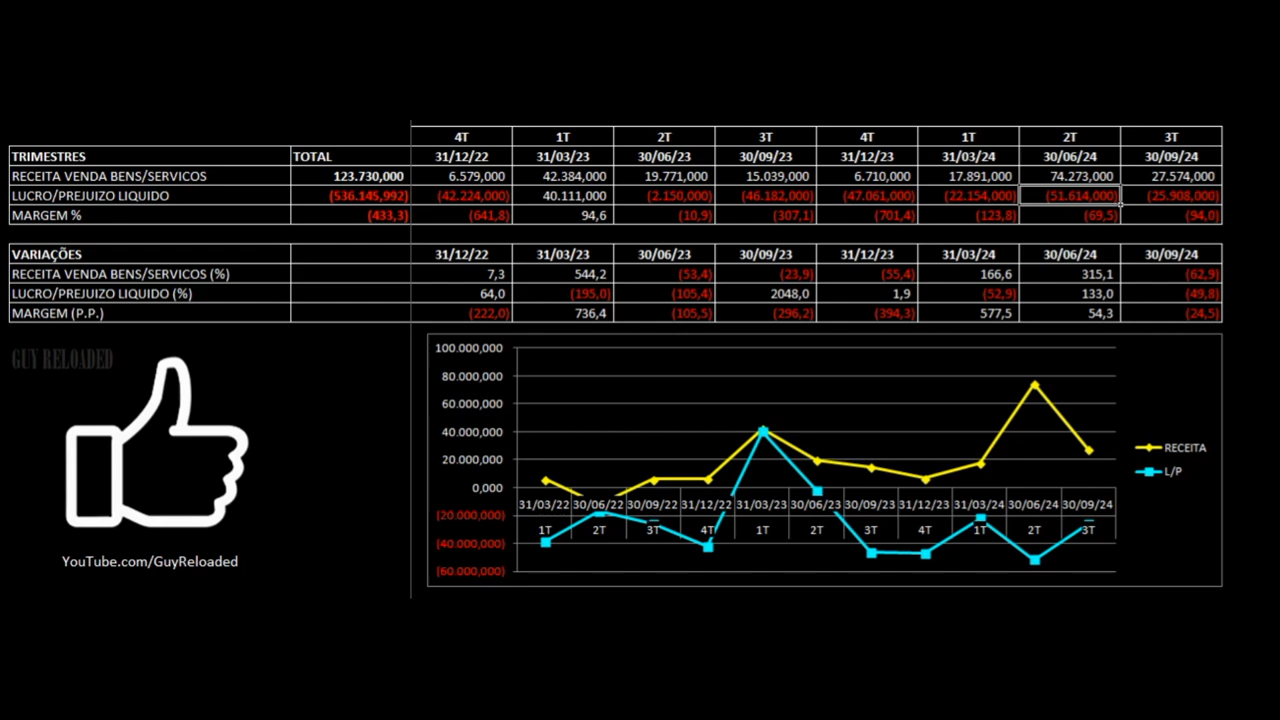 4T 1T 2T 3T 4T 1T 2T 3T
TRIMESTRES TOTAL 31/12/22 31/03/23 30/06/23 30/09/23 31/12/23 31/03/24 30/06/24 30/09/24
RECEITA VENDA BENS/SERVICOS 123.730,000 6.579,000 42.384,000 19.771,000 15.039,000 6.710,000 17.891,000 74.273,000 27.574,000
LUCRO/PREJUIZO LIQUIDO (536.145,992) (42.224,000) 40.111,000 (2.150,000) (46.182,000) (47.061,000) (22.154,000) (51.614,000) (25.908,000)
MARGEM % (433,3) (641,8) 94,6 (10,9) (307,1) (701,4) (123,8) (69,5) (94,0)
VARIAÇÕES 31/12/22 31/03/23 30/06/23 30/09/23 31/12/23 31/03/24 30/06/24 30/09/24
RECEITA VENDA BENS/SERVICOS (%) 7,3 544,2 (53,4) (23,9) (55,4) 166,6 315,1 (62,9)
LUCRO/PREJUIZO LIQUIDO (%) 64,0 (195,0) (105,4) 2048,0 1,9 (52,9) 133,0 (49,8)
MARGEM (P.P.) (222,0) 736,4 (105,5) (296,2) (394,3) 577,5 54,3 (24,5)
GUY RELOADED
YouTube.com/GuyReloaded
100.000,000
80.000,000
60.000,000
40.000,000
20.000,000
0,000
(20.000,000)
(40.000,000)
(60.000,000)
31/03/22 30/06/22 30/09/22 31/12/22 31/03/23 30/06/23 30/09/23 31/12/23 31/03/24 30/06/24 30/09/24
1T 2T 3T 4T 1T 2T 3T 4T 1T 2T 3T
RECEITA
L/P